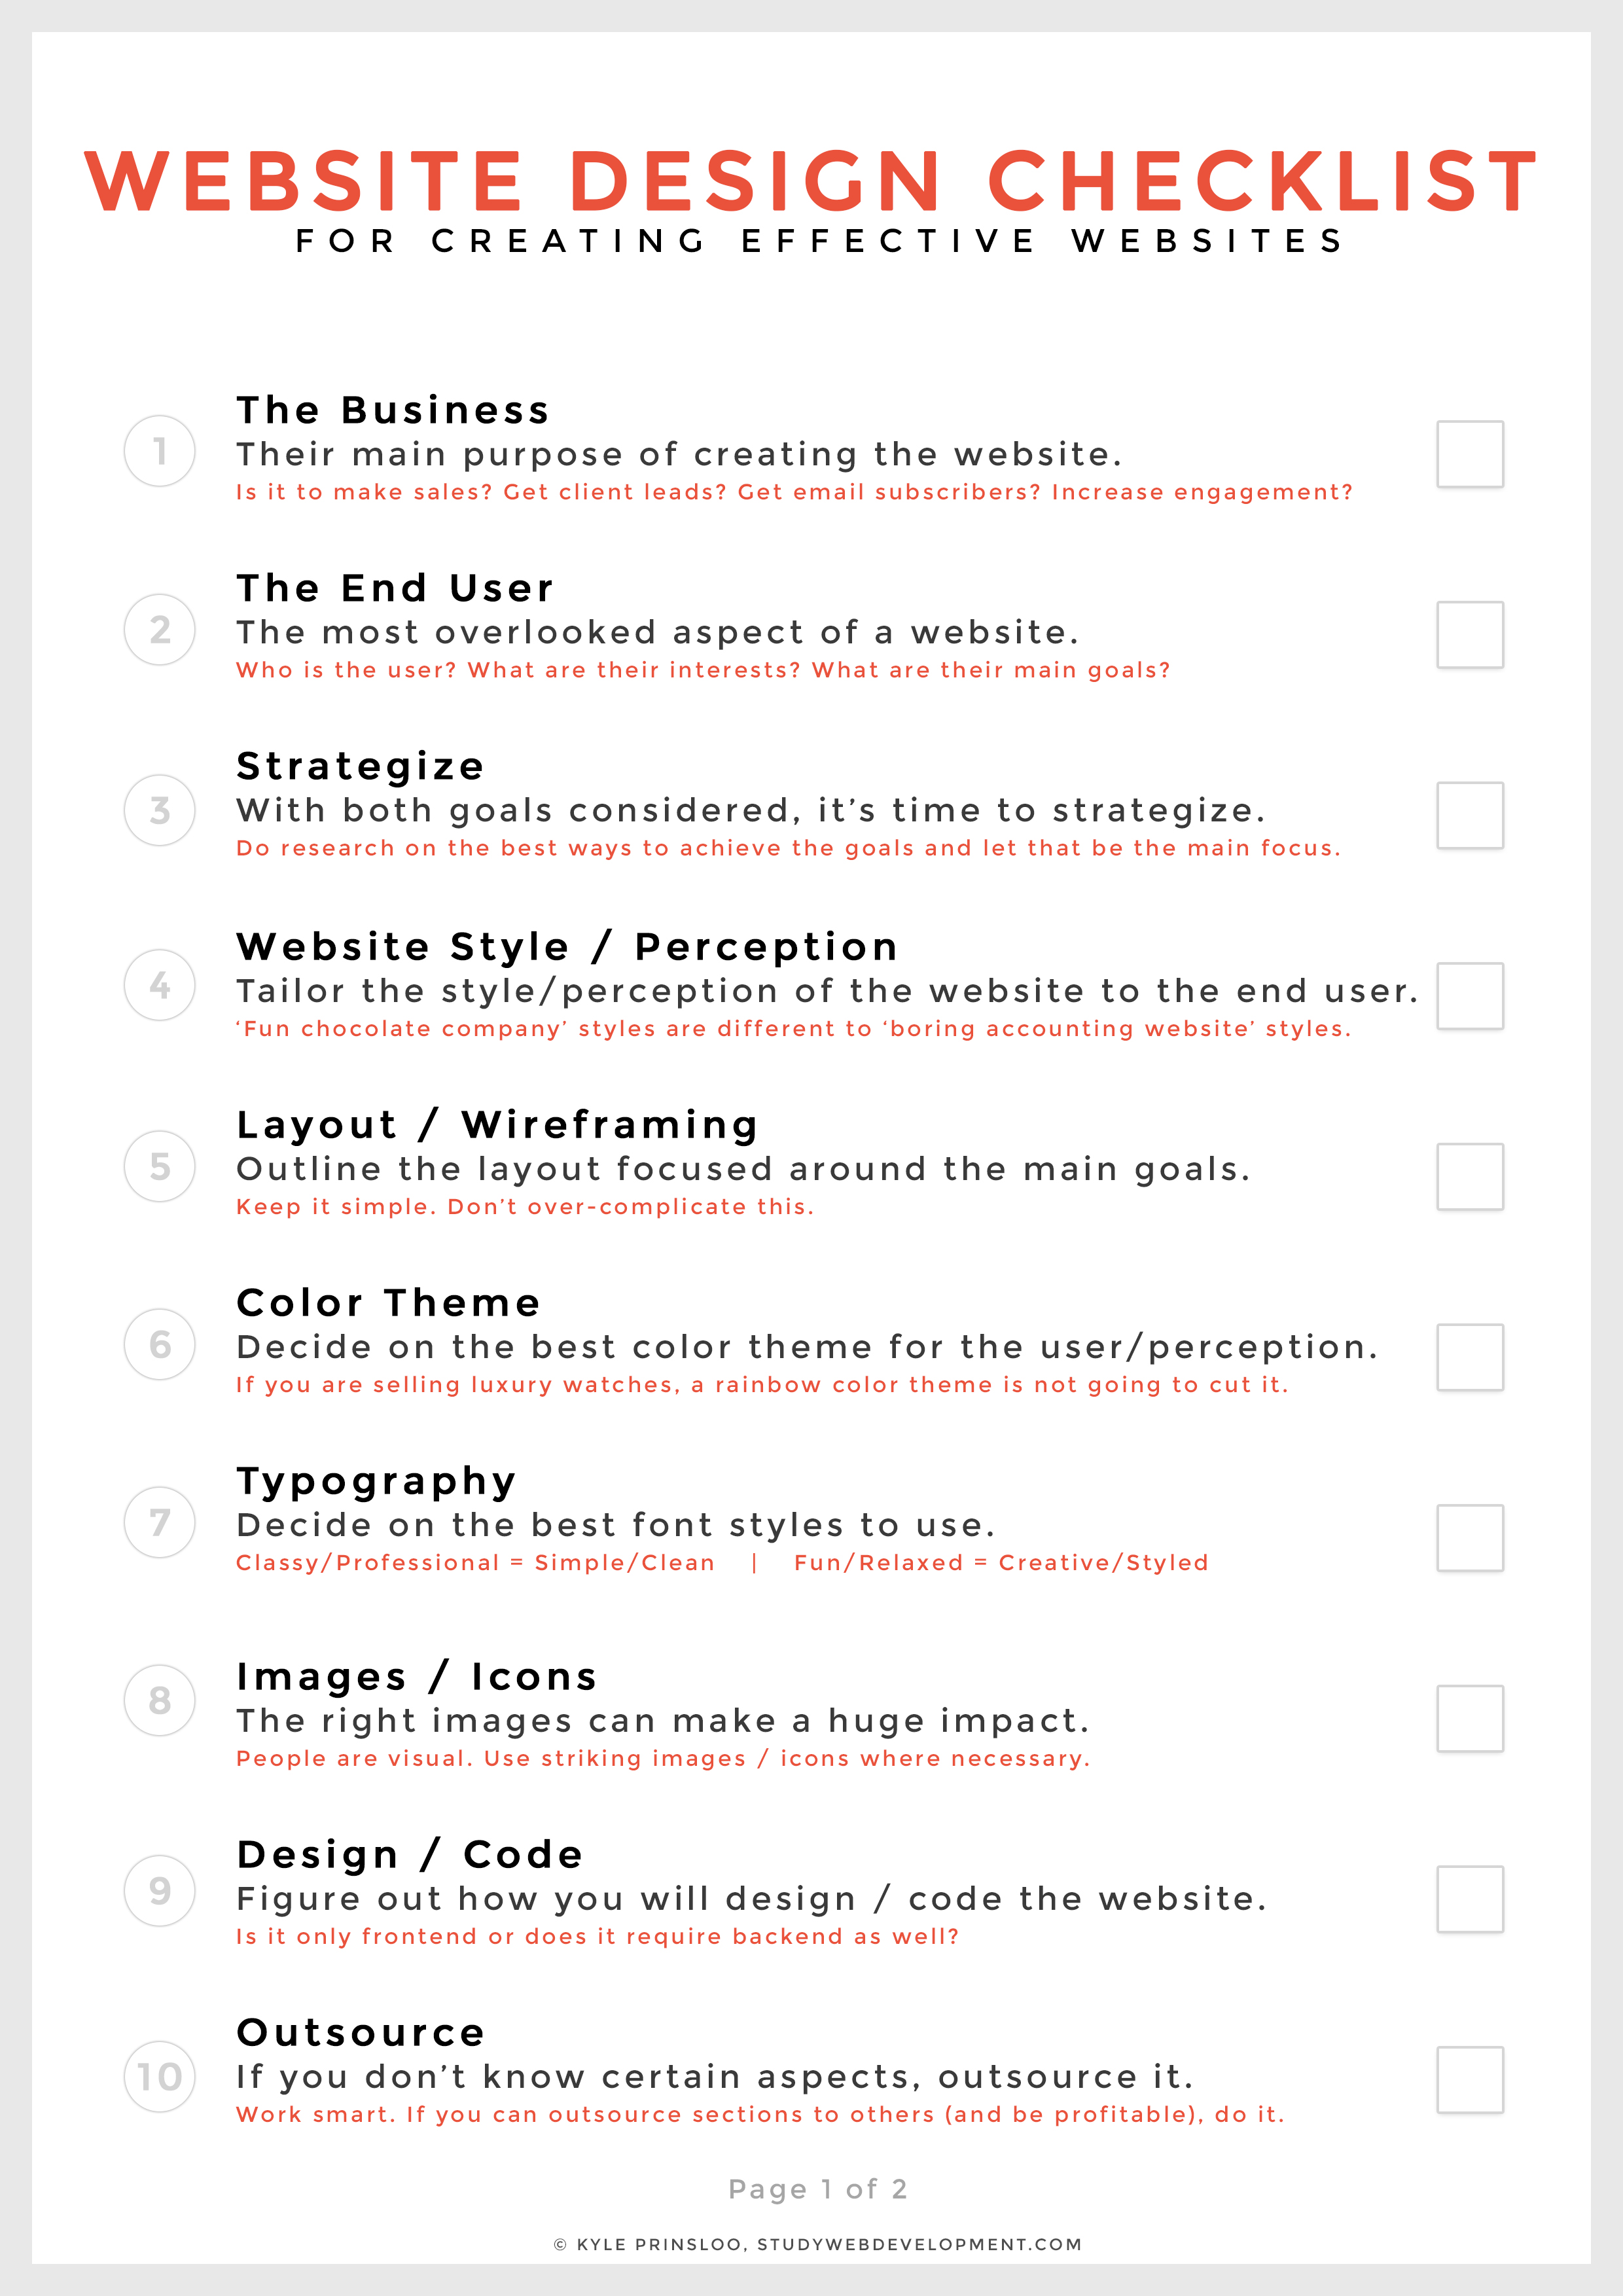 WEBSITE DESIGN CHECKLIST
FOR CREATING EFFECTIVE WEBSITES
1
The Business
Their main purpose of creating the website.
Is it to make sales? Get client leads? Get email subscribers? Increase engagement?
2
The End User
The most overlooked aspect of a website.
Who is the user? What are their interests? What are their main goals?
3
Strategize
With both goals considered, it’s time to strategize.
Do research on the best ways to achieve the goals and let that be the main focus.
4
Website Style / Perception
Tailor the style/perception of the website to the end user.
‘Fun chocolate company’ styles are different to ‘boring accounting website’ styles.
5
Layout / Wireframing
Outline the layout focused around the main goals.
Keep it simple. Don’t over-complicate this.
6
Color Theme
Decide on the best color theme for the user/perception.
If you are selling luxury watches, a rainbow color theme is not going to cut it.
7
Typography
Decide on the best font styles to use.
Classy/Professional = Simple/Clean | Fun/Relaxed = Creative/Styled
8
Images / Icons
The right images can make a huge impact.
People are visual. Use striking images / icons where necessary.
9
Design / Code
Figure out how you will design / code the website.
Is it only frontend or does it require backend as well?
10
Outsource
If you don’t know certain aspects, outsource it.
Work smart. If you can outsource sections to others (and be profitable), do it.
Page 1 of 2
© KYLE PRINSLOO, STUDYWEBDEVELOPMENT.COM